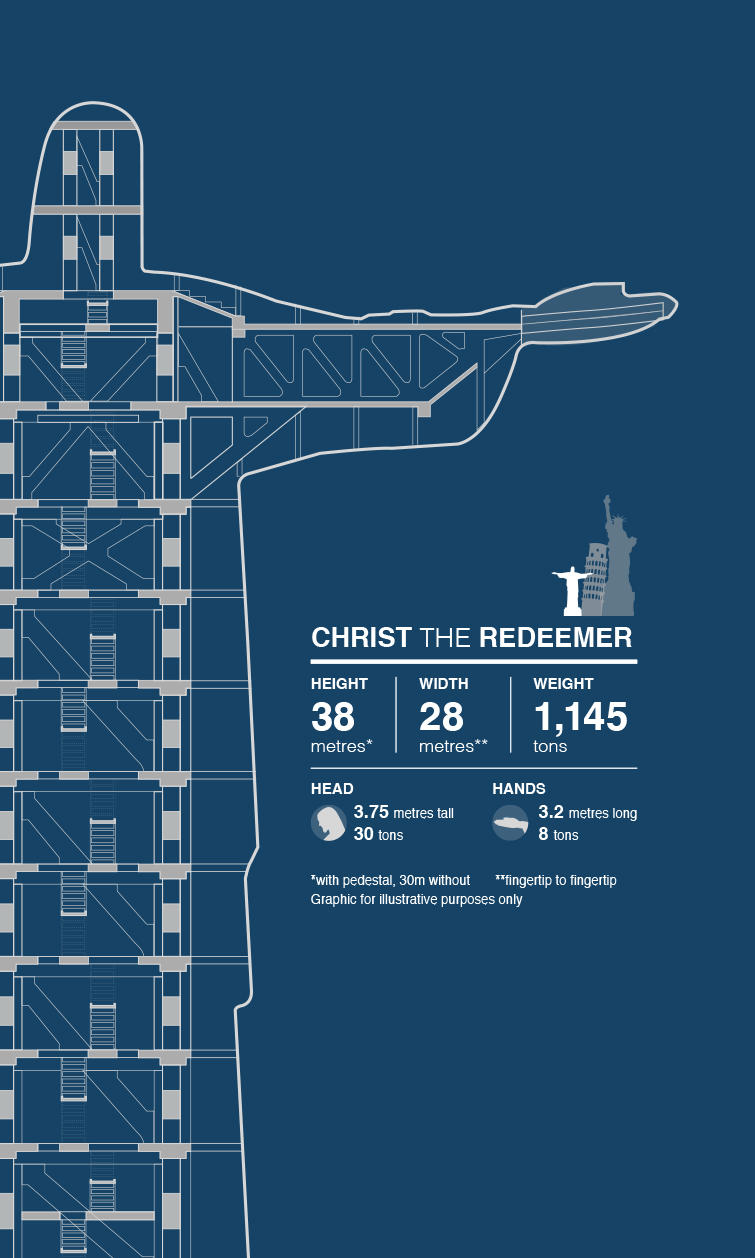 CHRIST THE REDEEMER
HEIGHT WIDTH WEIGHT
38 28 1,145
metres* metres** tons
HEAD HANDS
3.75 metres tall 3.2 metres long
30 tons 8 tons
*with pedestal, 30m without **fingertip to fingertip
Graphic for illustrative purposes only